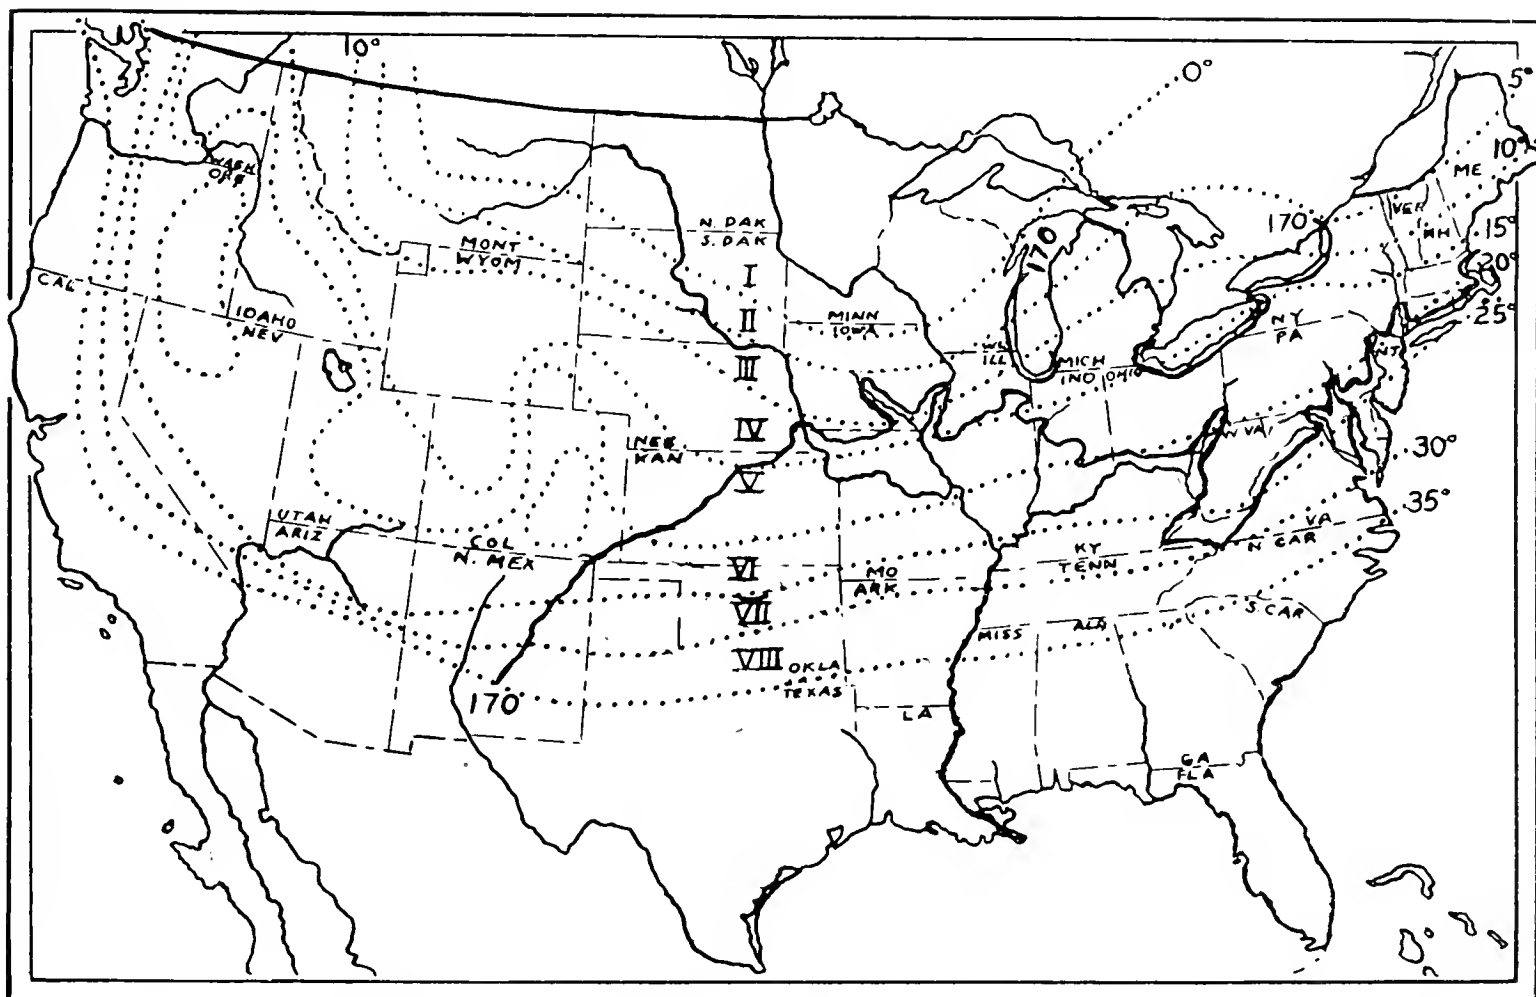 10°
0°
5°
10°
ME
WASH
ORE
VER
NH
15°
170
170
N. DAK
S. DAK
MONT
WYOM
20°
25°
CAL
I
IDAHO
NEV
II
MINN
IOWA
NY
PA
WI
ILL
MICH
IND OHIO
NJ
III
IV
NEB
KAN
W VA.
30°
V
35°
UTAH
ARIZ
VA
N CAR
COL
N. MEX
KY
TENN
VI
MO
ARK
VII
S. CAR
MISS
ALA
VIII
OKLA
TEXAS
170
LA
GA
FLA